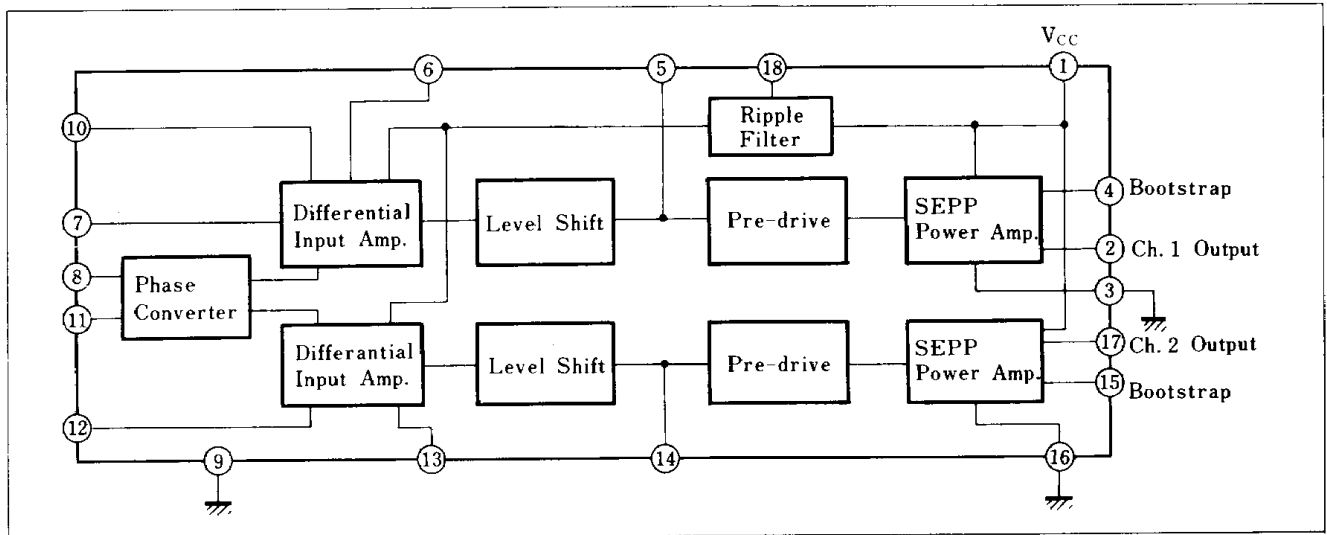 Vcc
6
5
18
1
10
Ripple
Filter
Differential
Input Amp.
Level Shift
Pre-drive
SEPP
Power Amp.
4
Bootstrap
7
2
Ch. 1 Output
8
Phase
Converter
3
11
Differantial
Input Amp.
Level Shift
Pre-drive
SEPP
Power Amp.
17
Ch. 2 Output
15
Bootstrap
12
9
13
14
16